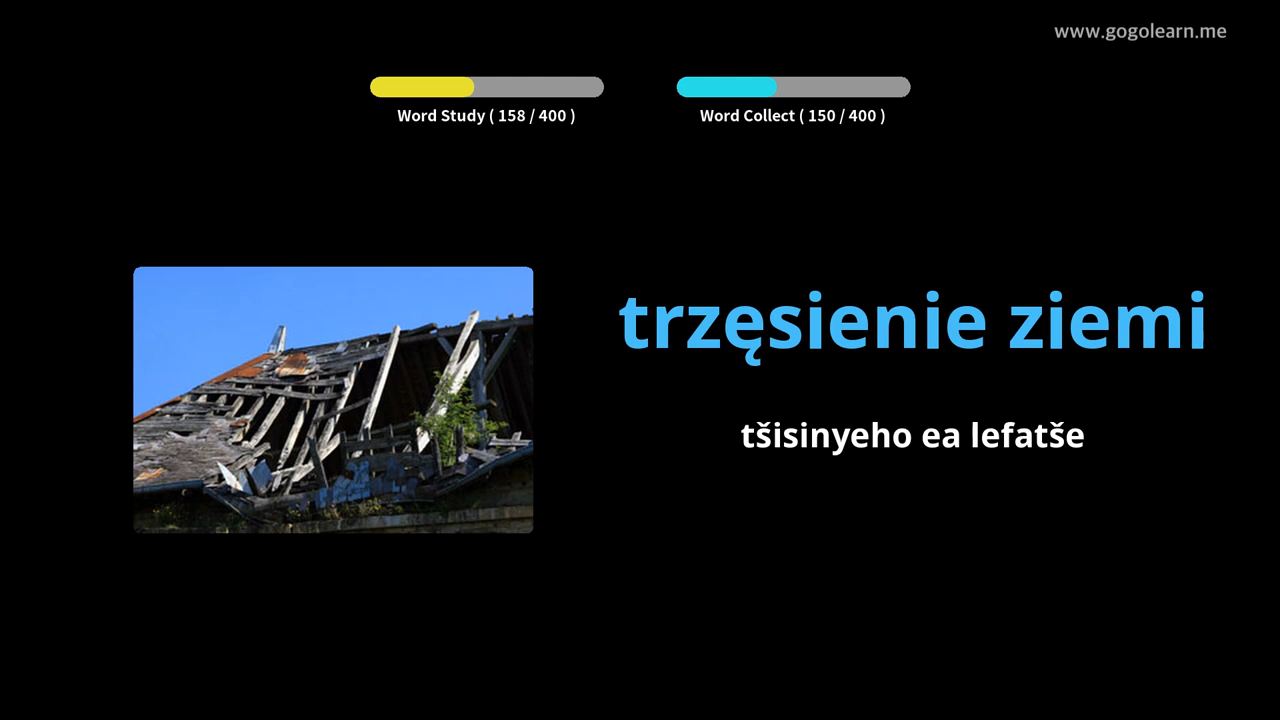 www.gogolearn.me
Word Study ( 158 / 400 )
Word Collect ( 150 / 400 )
trzęsienie ziemi
tšisinyeho ea lefatše